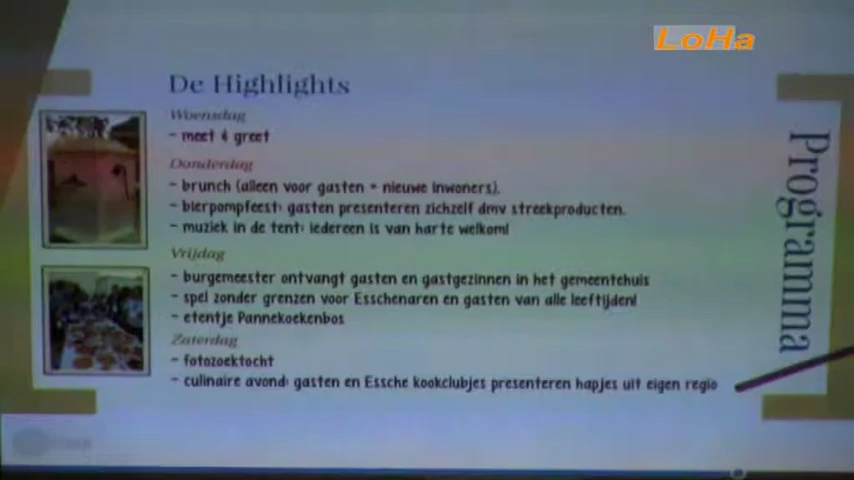 LoHa
De Highlights
Woensdag
- meet & greet
Donderdag
- brunch (alleen voor gasten + nieuwe inwoners).
- bierpompfeest: gasten presenteren zichzelf dmv streekproducten.
- muziek in de tent: iedereen is van harte welkom!
Vrijdag
- burgemeester ontvangt gasten en gastgezinnen in het gemeentehuis
- spel zonder grenzen voor Esschenaren en gasten van alle leeftijden!
- etentje Pannekoekenbos
Zaterdag
- fotozoektocht
- culinaire avond: gasten en Essche kookclubjes presenteren hapjes uit eigen regio
Programma